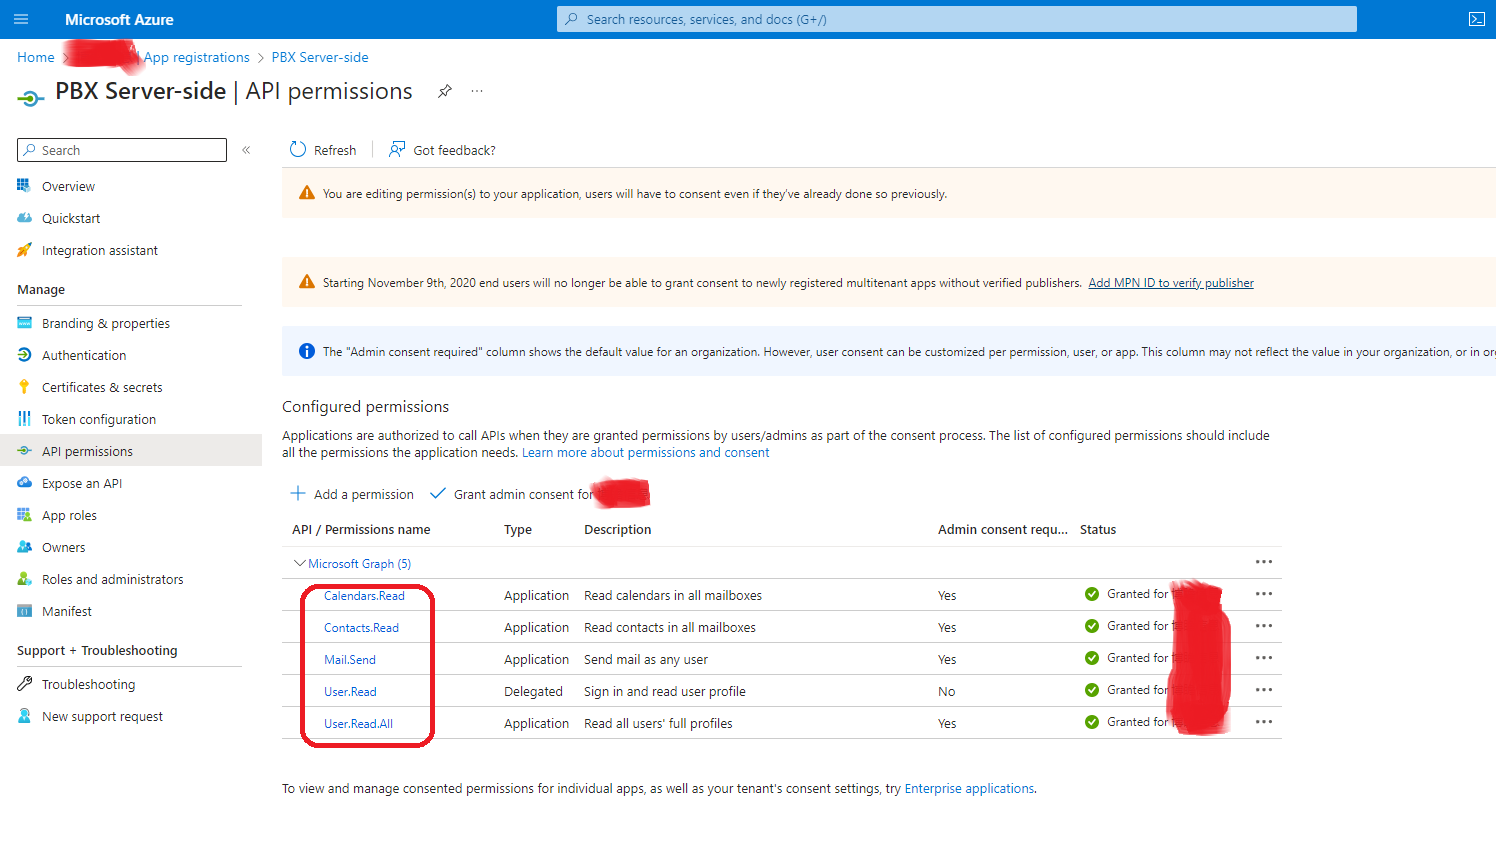 Microsoft Azure
Search resources, services, and docs (G+/)
Home > App registrations > PBX Server-side
PBX Server-side | API permissions ...
Search «
Overview
Quickstart
Integration assistant
Manage
Branding & properties
Authentication
Certificates & secrets
Token configuration
API permissions
Expose an API
App roles
Owners
Roles and administrators
Manifest
Support + Troubleshooting
Troubleshooting
New support request
Refresh Got feedback?
You are editing permission(s) to your application, users will have to consent even if they've already done so previously.
Starting November 9th, 2020 end users will no longer be able to grant consent to newly registered multitenant apps without verified publishers. Add MPN ID to verify publisher
The "Admin consent required" column shows the default value for an organization. However, user consent can be customized per permission, user, or app. This column may not reflect the value in your organization, or in
Configured permissions
Applications are authorized to call APIs when they are granted permissions by users/admins as part of the consent process. The list of configured permissions should include
all the permissions the application needs. Learn more about permissions and consent
Add a permission Grant admin consent for
API / Permissions name Type Description Admin consent requ... Status
Microsoft Graph (5) ...
Calendars.Read Application Read calendars in all mailboxes Yes Granted for ...
Contacts.Read Application Read contacts in all mailboxes Yes Granted for ...
Mail.Send Application Send mail as any user Yes Granted for ...
User.Read Delegated Sign in and read user profile No Granted for ...
User.Read.All Application Read all users' full profiles Yes Granted for ...
To view and manage consented permissions for individual apps, as well as your tenant's consent settings, try Enterprise applications.